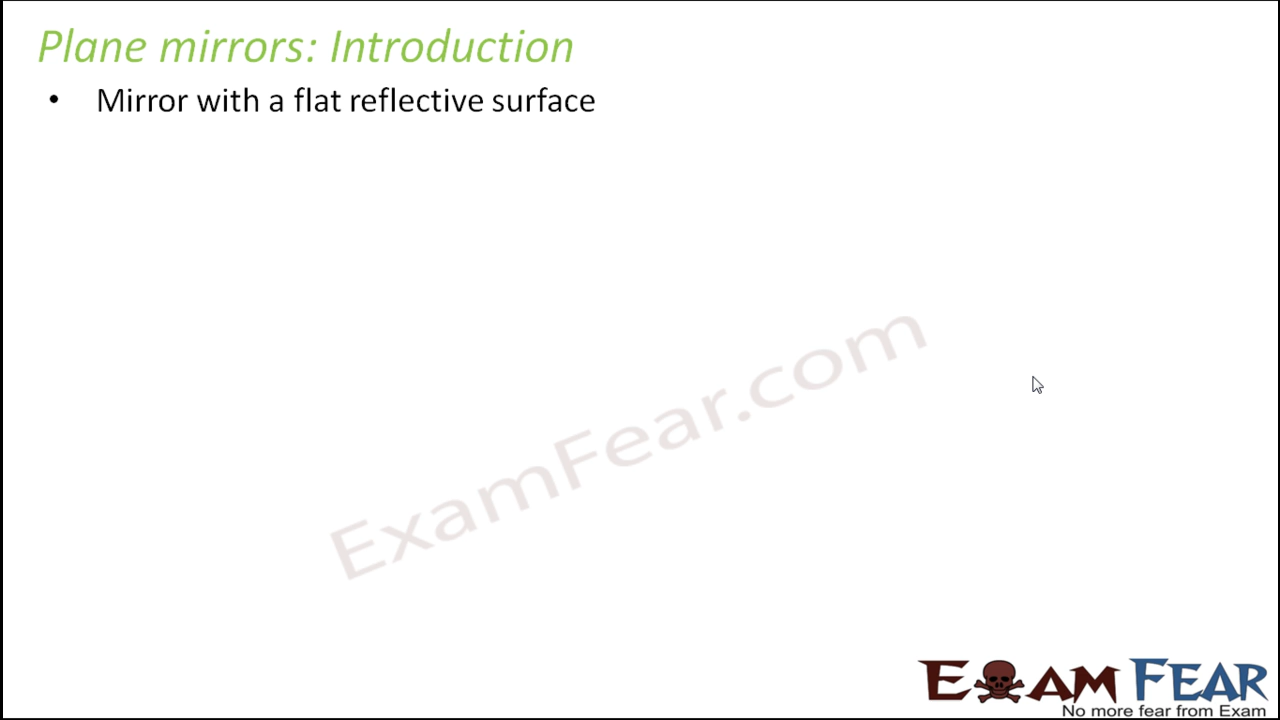 Plane mirrors: Introduction
• Mirror with a flat reflective surface
ExamFear.com
EXAM FEAR
No more fear from Exam